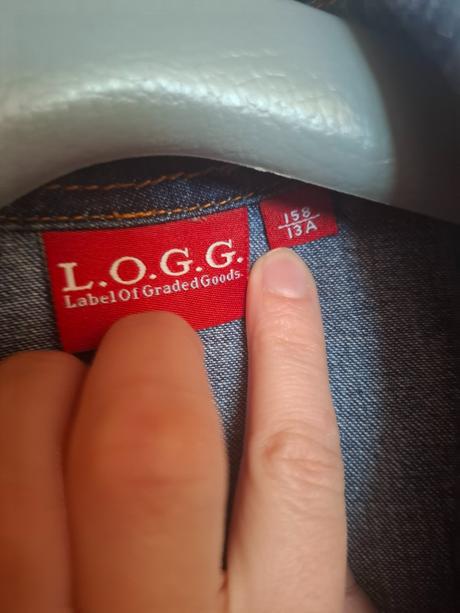 L.O.G.G.
Label Of Graded Goods
158
13A